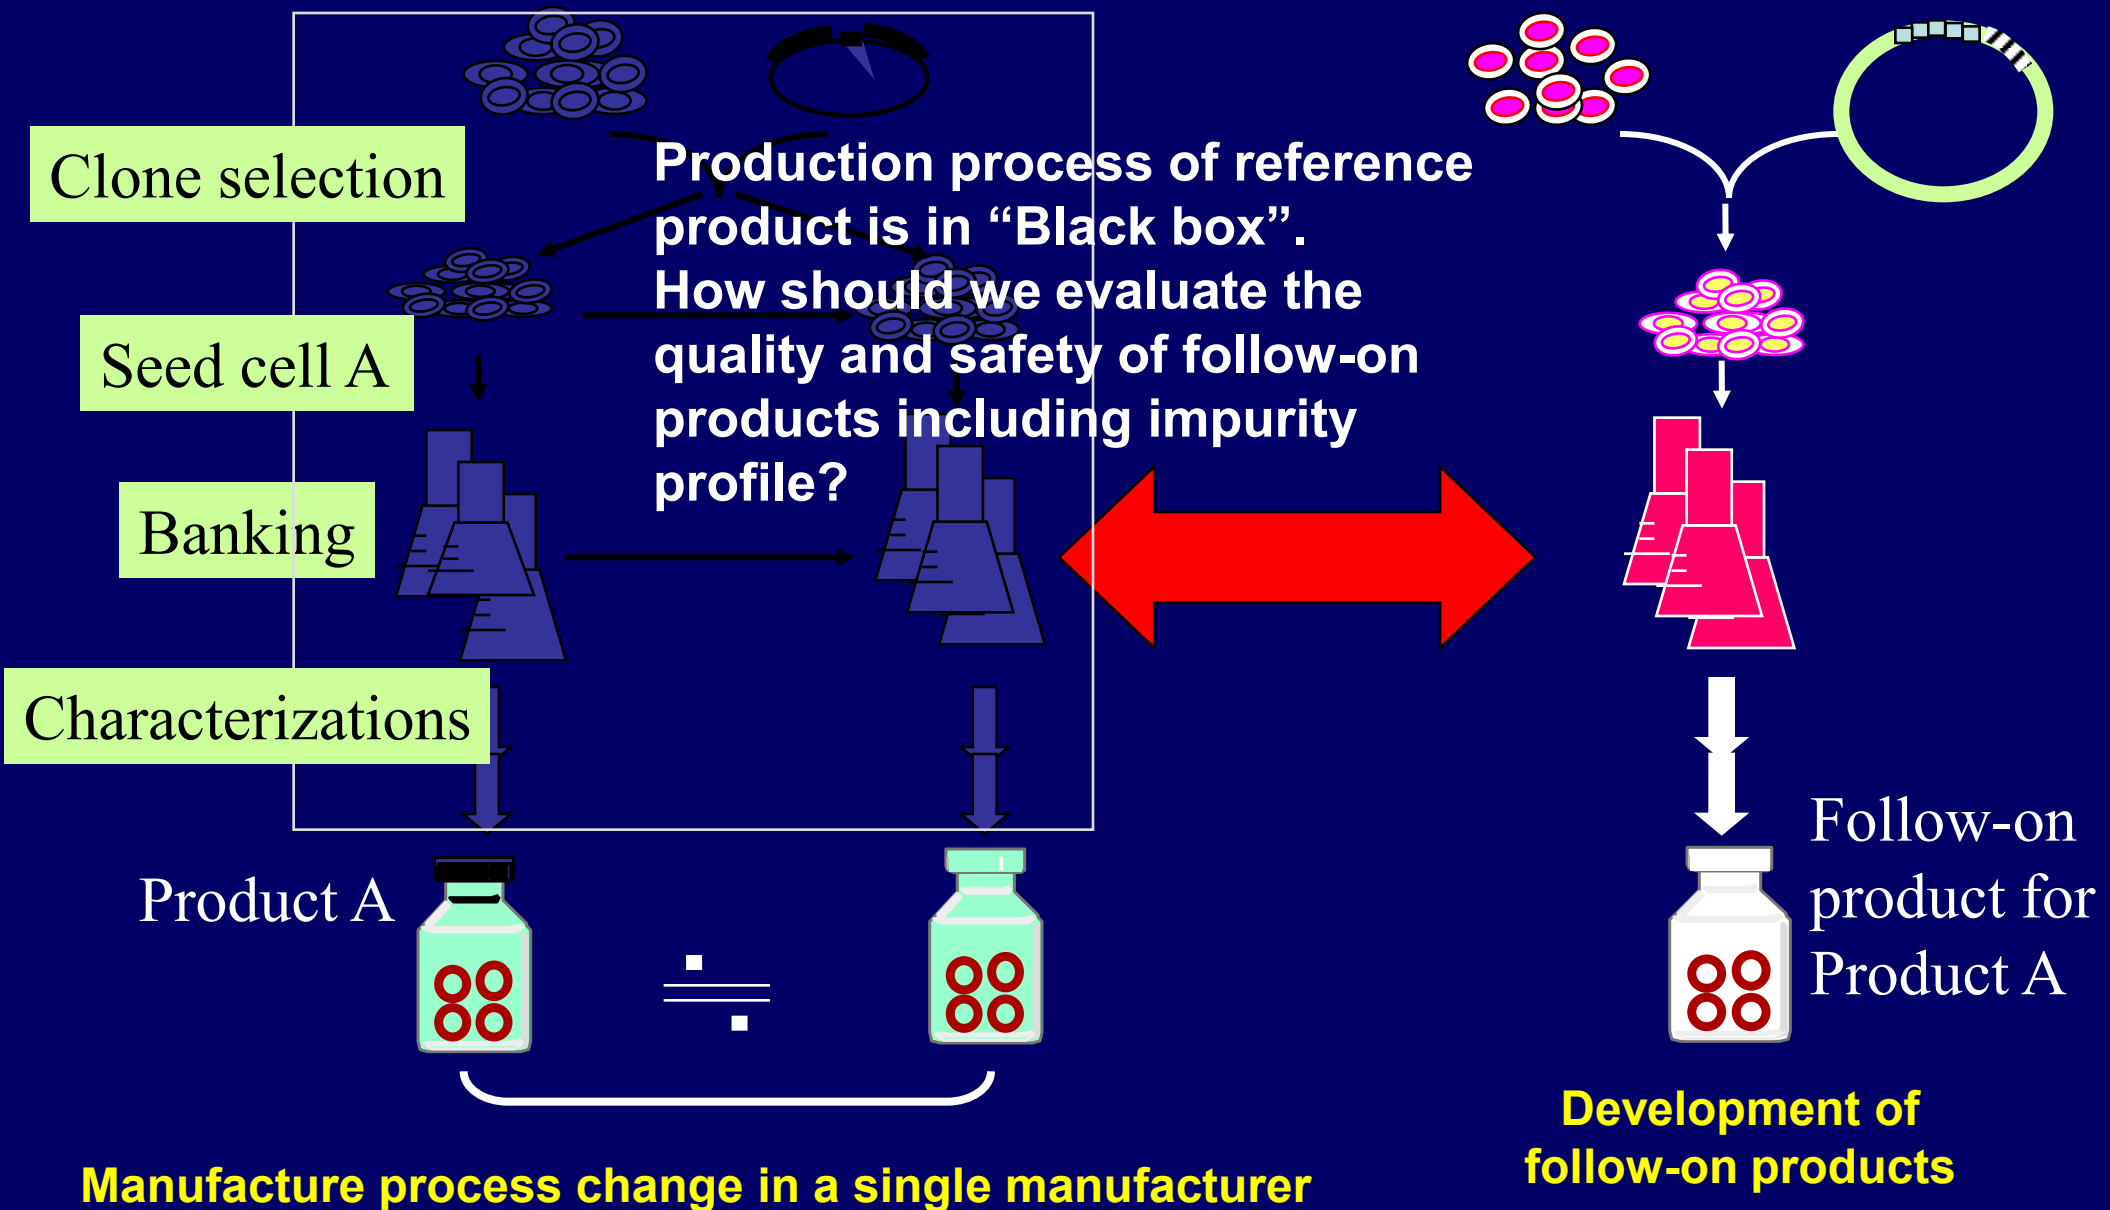 Clone selection
Production process of reference
product is in “Black box”.
How should we evaluate the
quality and safety of follow-on
products including impurity
profile?
Seed cell A
Banking
Characterizations
Product A
Follow-on
product for
Product A
Development of
follow-on products
Manufacture process change in a single manufacturer